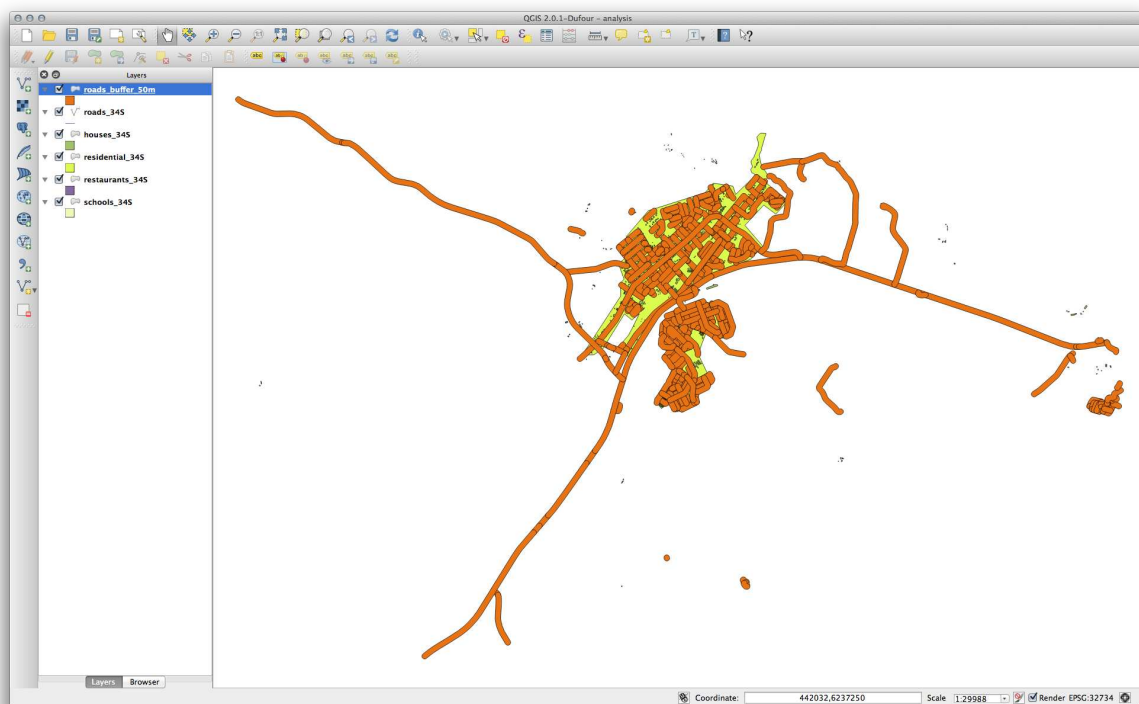 QGIS 2.0.1-Dufour - analysis
Layers
roads_buffer_50m
roads_34S
houses_34S
residential_34S
restaurants_34S
schools_34S
Layers Browser
Coordinate: 442032,6237250 Scale 1:29988 Render EPSG:32734